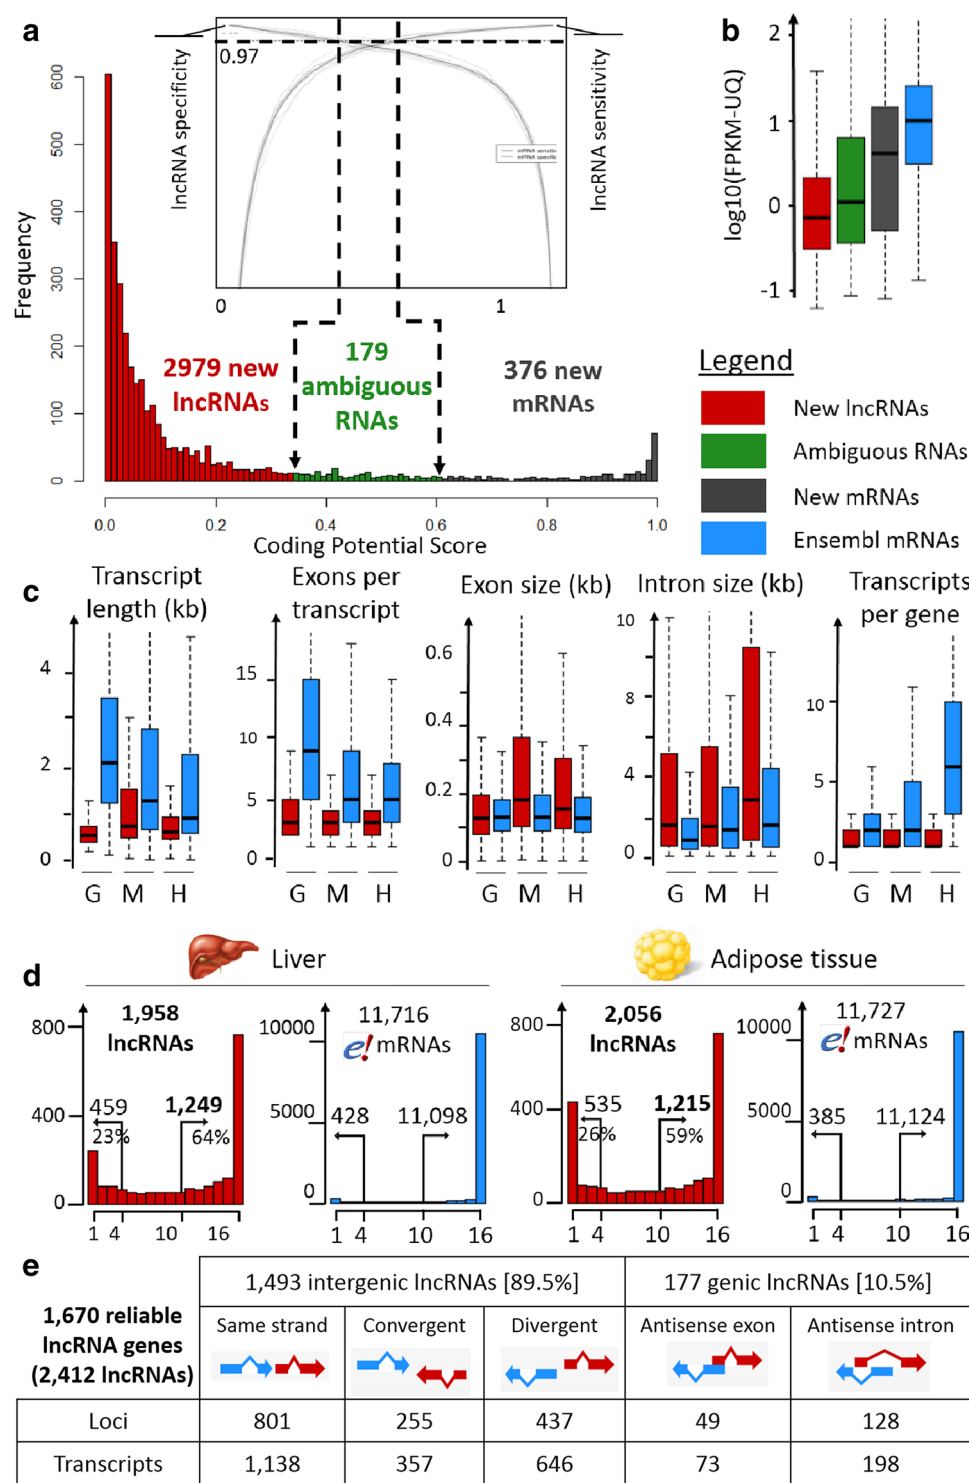 a
lncRNA specificity
0.97
lncRNA sensitivity
mRNA sensitiv
mRNA specific
0
1
Frequency
600
500
400
300
200
100
0
2979 new
lncRNAs
179
ambiguous
RNAs
376 new
mRNAs
0.0
0.2
0.4
0.6
0.8
1.0
Coding Potential Score
b
log10(FPKM-UQ)
2
1
0
-1
Legend
New lncRNAs
Ambiguous RNAs
New mRNAs
Ensembl mRNAs
c
Transcript
length (kb)
4
2
0
G M H
Exons per
transcript
15
10
5
0
G M H
Exon size (kb)
0.6
0.4
0.2
0
G M H
Intron size (kb)
10
8
4
0
G M H
Transcripts
per gene
10
5
0
G M H
d
Liver
800
400
0
1,958
lncRNAs
459
23%
1,249
64%
1 4 10 16
10000
5000
0
11,716
e! mRNAs
428
11,098
1 4 10 16
Adipose tissue
800
400
0
2,056
lncRNAs
535
26%
1,215
59%
1 4 10 16
10000
5000
0
11,727
e! mRNAs
385
11,124
1 4 10 16
e
1,670 reliable
lncRNA genes
(2,412 lncRNAs)
1,493 intergenic lncRNAs [89.5%]
177 genic lncRNAs [10.5%]
Same strand
Convergent
Divergent
Antisense exon
Antisense intron
Loci 801 255 437 49 128
Transcripts 1,138 357 646 73 198